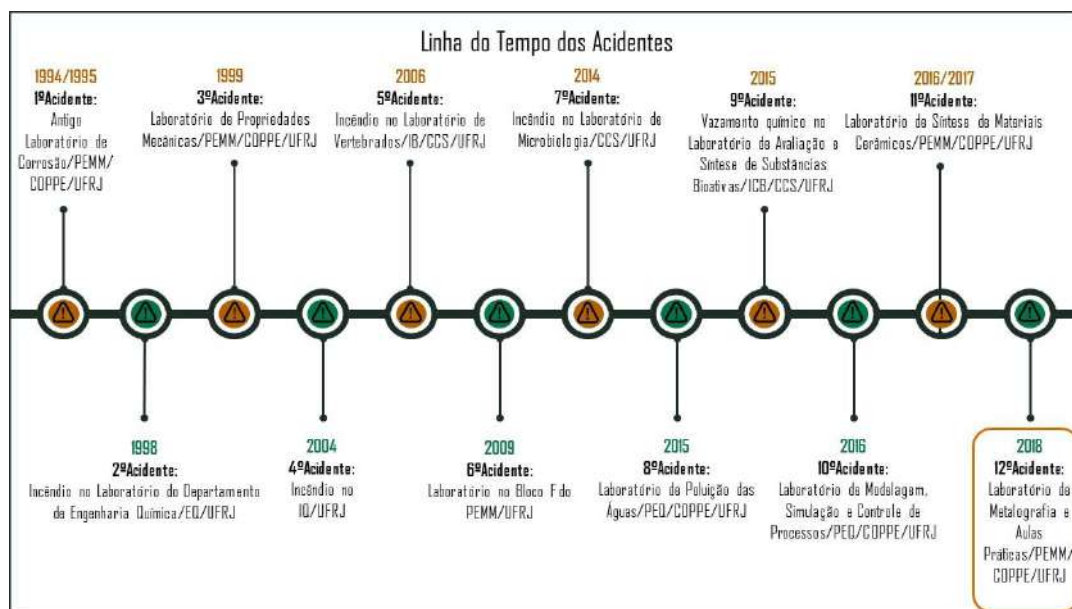 Linha do Tempo dos Acidentes
1994/1995
1ºAcidente:
Antigo
Laboratório de
Corrosão/PEMM/
COPPE/UFRJ
1999
3ºAcidente:
Laboratório de Propriedades
Mecânicas/PEMM/COPPE/UFRJ
2006
5ºAcidente:
Incêndio no Laboratório de
Vertebrados/IB/CCS/UFRJ
2014
7ºAcidente:
Incêndio no Laboratório de
Microbiologia/CCS/UFRJ
2015
9ºAcidente:
Vazamento químico no
Laboratório de Avaliação e
Síntese de Substâncias
Bioativas/ICB/CCS/UFRJ
2016/2017
11ºAcidente:
Laboratório de Síntese de Materiais
Cerâmicos/PEMM/COPPE/UFRJ
1998
2ºAcidente:
Incêndio no Laboratório do Departamento
de Engenharia Química/EQ/UFRJ
2004
4ºAcidente:
Incêndio no
IQ/UFRJ
2009
6ºAcidente:
Laboratório no Bloco F do
PEMM/UFRJ
2015
8ºAcidente:
Laboratório de Poluição das
Águas/PEQ/COPPE/UFRJ
2016
10ºAcidente:
Laboratório de Modelagem,
Simulação e Controle de
Processos/PEQ/COPPE/UFRJ
2018
12ºAcidente:
Laboratório de
Metalografia e
Aulas
Práticas/PEMM/
COPPE/UFRJ